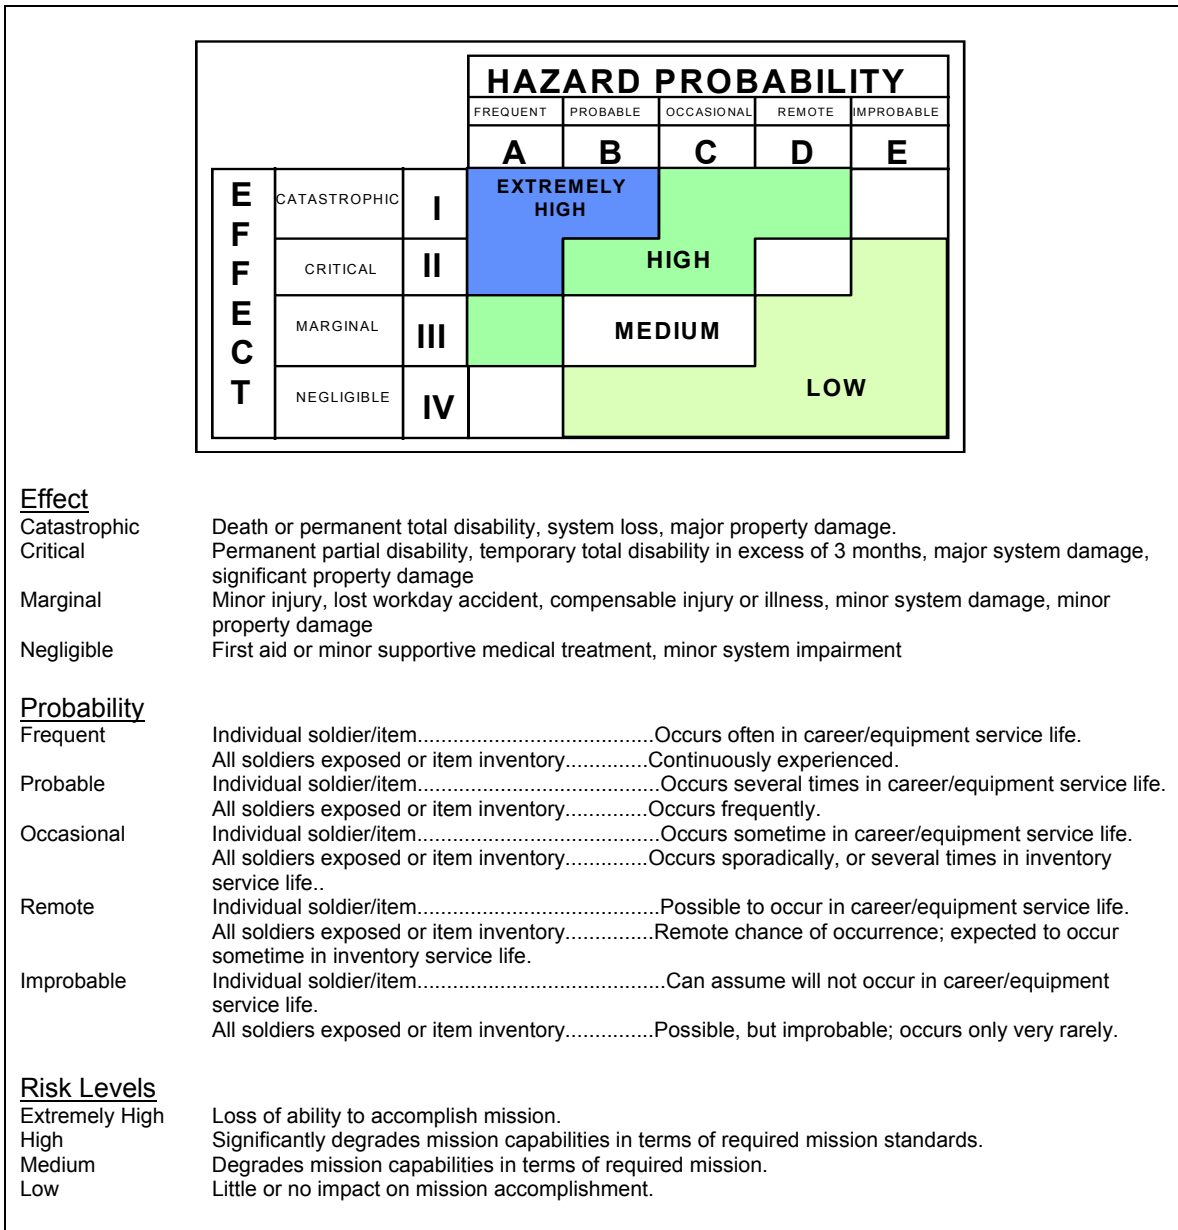 HAZARD PROBABILITY
FREQUENT PROBABLE OCCASIONAL REMOTE IMPROBABLE
A B C D E
EFFECT
CATASTROPHIC I
EXTREMELY
HIGH
CRITICAL II
HIGH
MARGINAL III
MEDIUM
NEGLIGIBLE IV
LOW
Effect
Catastrophic Death or permanent total disability, system loss, major property damage.
Critical Permanent partial disability, temporary total disability in excess of 3 months, major system damage,
significant property damage
Marginal Minor injury, lost workday accident, compensable injury or illness, minor system damage, minor
property damage
Negligible First aid or minor supportive medical treatment, minor system impairment
Probability
Frequent Individual soldier/item........................................Occurs often in career/equipment service life.
All soldiers exposed or item inventory..............Continuously experienced.
Probable Individual soldier/item.........................................Occurs several times in career/equipment service life.
All soldiers exposed or item inventory..............Occurs frequently.
Occasional Individual soldier/item.........................................Occurs sometime in career/equipment service life.
All soldiers exposed or item inventory..............Occurs sporadically, or several times in inventory
service life..
Remote Individual soldier/item.........................................Possible to occur in career/equipment service life.
All soldiers exposed or item inventory...............Remote chance of occurrence; expected to occur
sometime in inventory service life.
Improbable Individual soldier/item..........................................Can assume will not occur in career/equipment
service life.
All soldiers exposed or item inventory...............Possible, but improbable; occurs only very rarely.
Risk Levels
Extremely High Loss of ability to accomplish mission.
High Significantly degrades mission capabilities in terms of required mission standards.
Medium Degrades mission capabilities in terms of required mission.
Low Little or no impact on mission accomplishment.